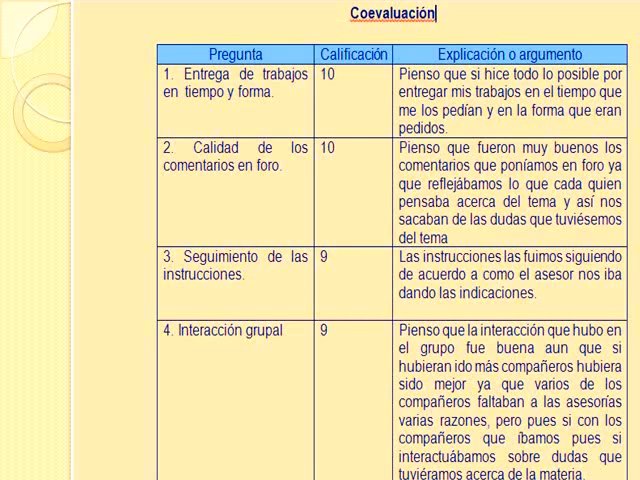 Coevaluación
Pregunta Calificación Explicación o argumento
1. Entrega de trabajos en tiempo y forma.
10
Pienso que si hice todo lo posible por
entregar mis trabajos en el tiempo que
me los pedían y en la forma que eran
pedidos.
2. Calidad de los
comentarios en foro.
10
Pienso que fueron muy buenos los
comentarios que poníamos en foro ya
que reflejábamos lo que cada quien
pensaba acerca del tema y así nos
sacaban de las dudas que tuviésemos
del tema
3. Seguimiento de las
instrucciones.
9
Las instrucciones las fuimos siguiendo
de acuerdo a como el asesor nos iba
dando las indicaciones.
4. Interacción grupal
9
Pienso que la interacción que hubo en
el grupo fue buena aun que si
hubieran ido más compañeros hubiera
sido mejor ya que varios de los
compañeros faltaban a las asesorías
varias razones, pero pues si con los
compañeros que íbamos pues si
interactuábamos sobre dudas que
tuviéramos acerca de la materia.